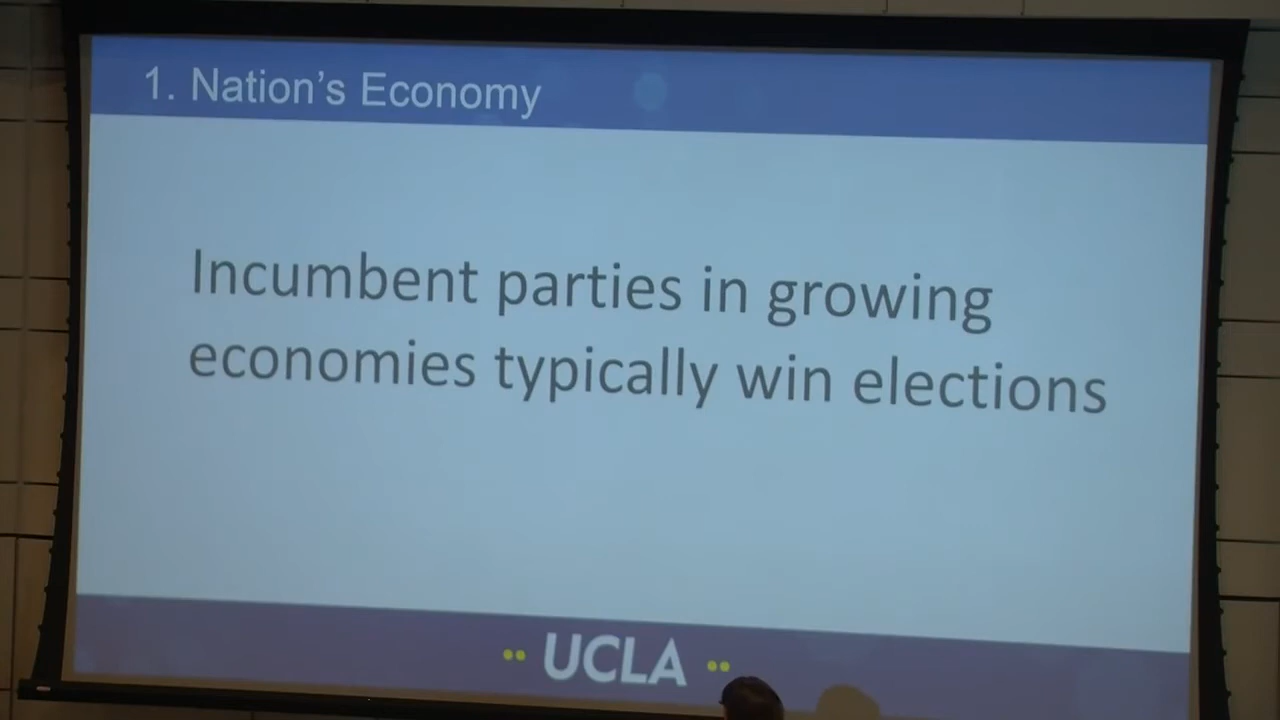 1. Nation's Economy
Incumbent parties in growing
economies typically win elections
UCLA